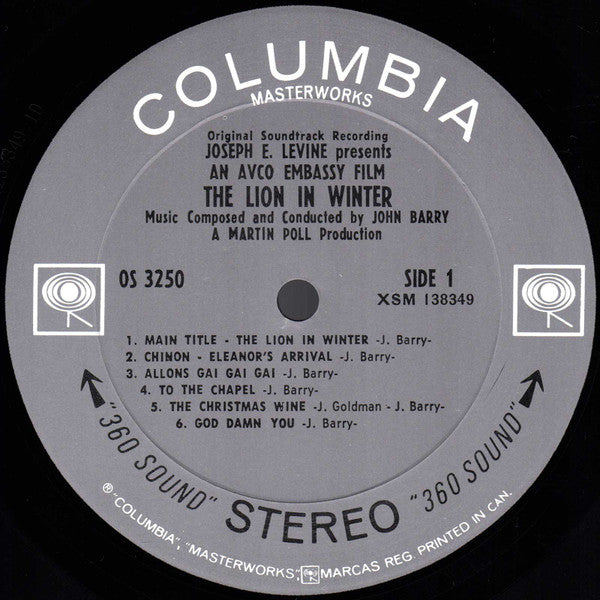 COLUMBIA
MASTERWORKS
Original Soundtrack Recording
JOSEPH E. LEVINE presents
AN AVCO EMBASSY FILM
THE LION IN WINTER
Music Composed and Conducted by JOHN BARRY
A MARTIN POLL Production
OS 3250
SIDE 1
XSM 138349
1. MAIN TITLE - THE LION IN WINTER -J. Barry-
2. CHINON - ELEANOR'S ARRIVAL -J. Barry-
3. ALLONS GAI GAI GAI -J. Barry-
4. TO THE CHAPEL -J. Barry-
5. THE CHRISTMAS WINE -J. Goldman - J. Barry-
6. GOD DAMN YOU -J. Barry-
"360 SOUND" STEREO "360 SOUND"
® "COLUMBIA", "MASTERWORKS", MARCAS REG. PRINTED IN CAN.